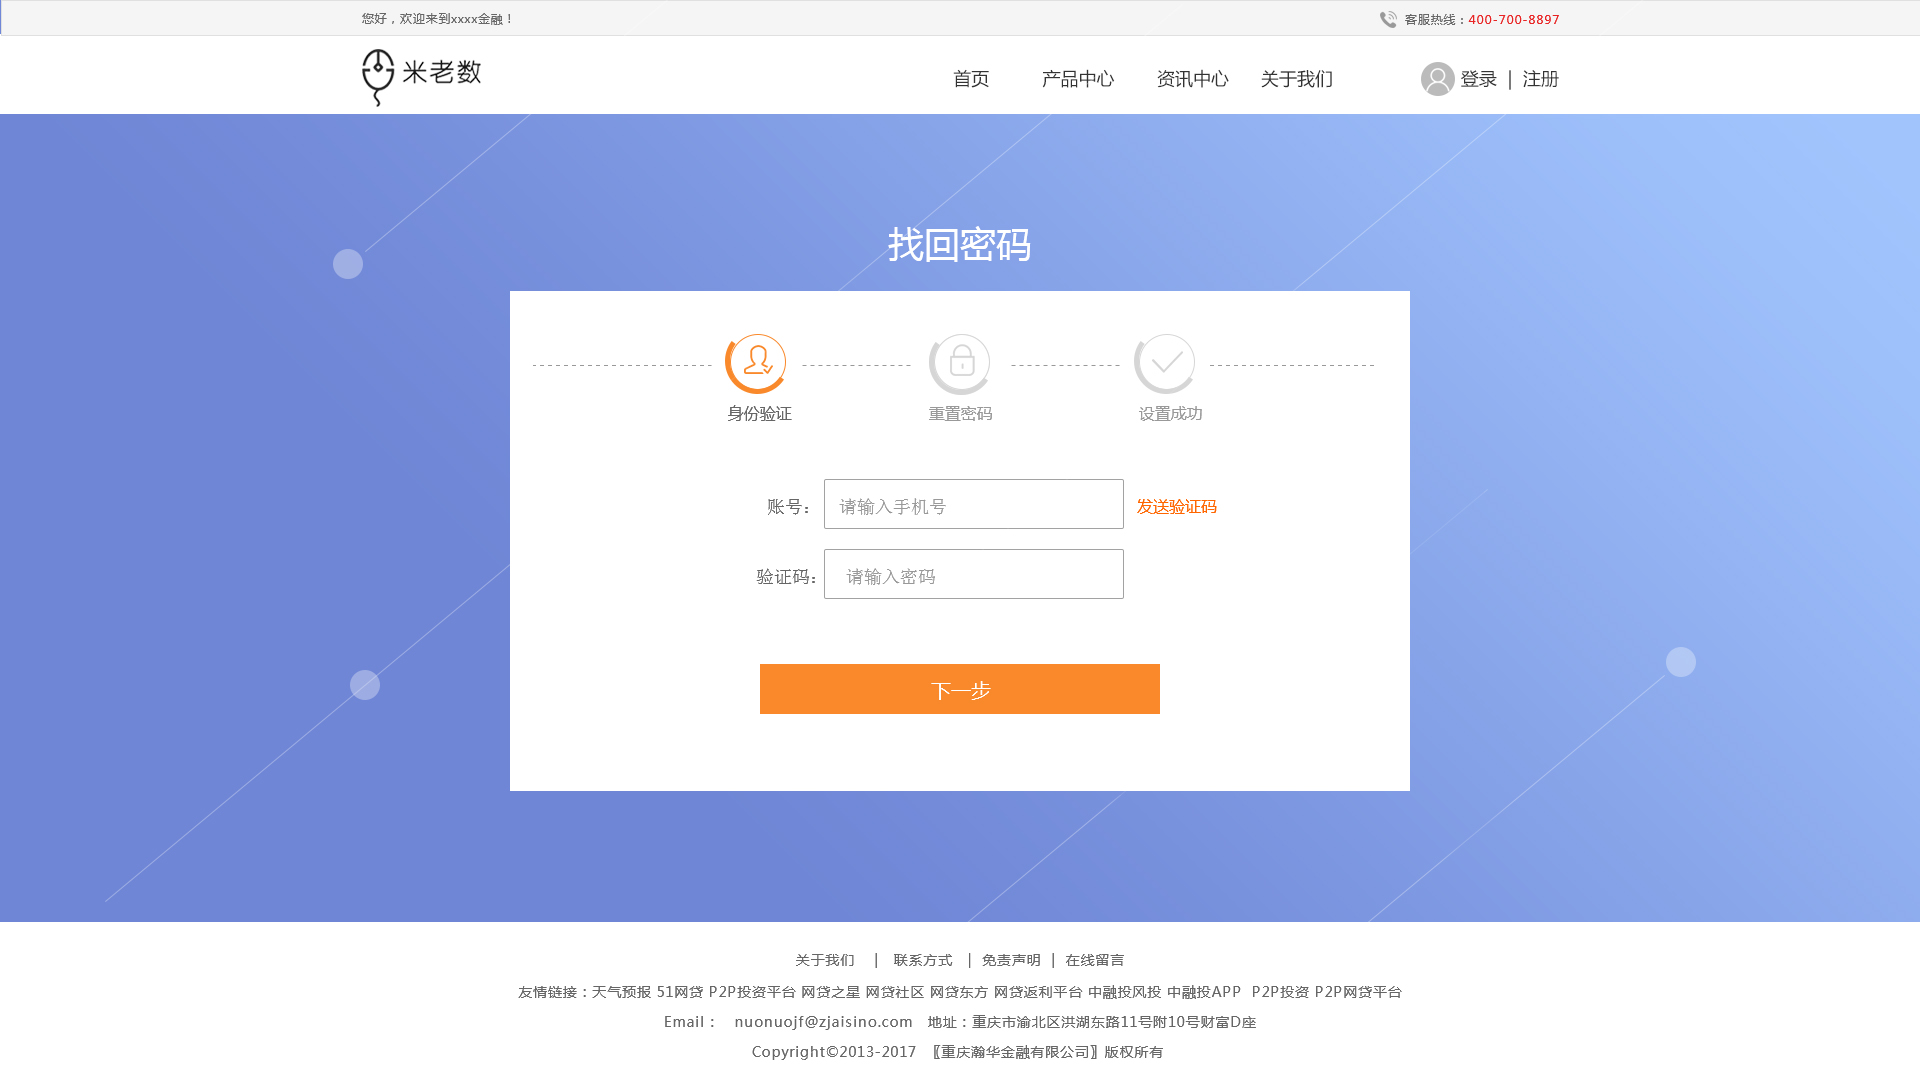 您好，欢迎来到xxxx金融！
客服热线：400-700-8897
米老数
首页 产品中心 资讯中心 关于我们
登录 | 注册
找回密码
身份验证 重置密码 设置成功
账号： 请输入手机号 发送验证码
验证码： 请输入密码
下一步
关于我们 | 联系方式 | 免责声明 | 在线留言
友情链接：天气预报 51网贷 P2P投资平台 网贷之星 网贷社区 网贷东方 网贷返利平台 中融投风投 中融投APP P2P投资 P2P网贷平台
Email： nuonuojf@zjaisino.com 地址：重庆市渝北区洪湖东路11号附10号财富D座
Copyright©2013-2017 〖重庆瀚华金融有限公司〗版权所有